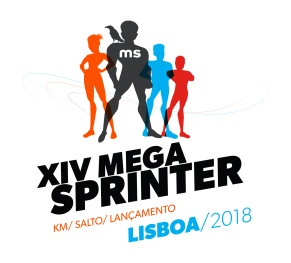 ms
XIV MEGA
SPRINTER
KM/ SALTO/ LANÇAMENTO
LISBOA/2018